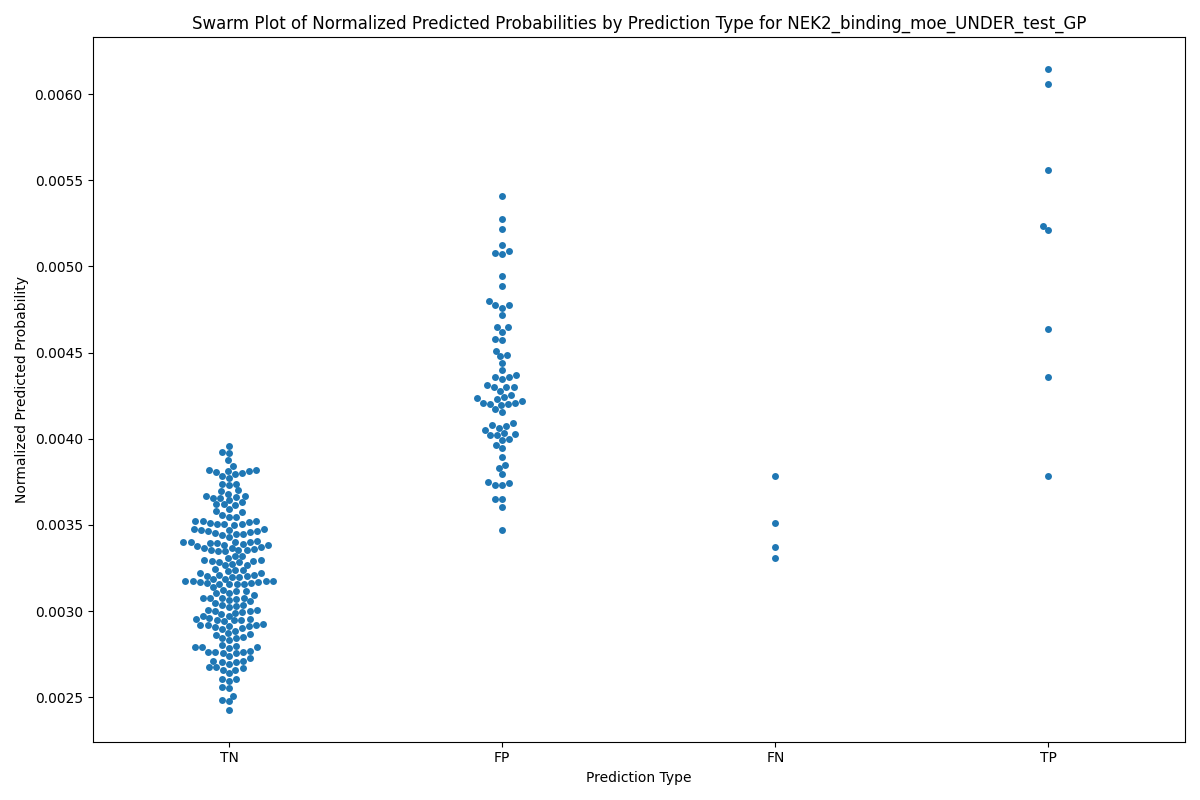 Swarm Plot of Normalized Predicted Probabilities by Prediction Type for NEK2_binding_moe_UNDER_test_GP
Normalized Predicted Probability
0.0060
0.0055
0.0050
0.0045
0.0040
0.0035
0.0030
0.0025
TN FP FN TP
Prediction Type